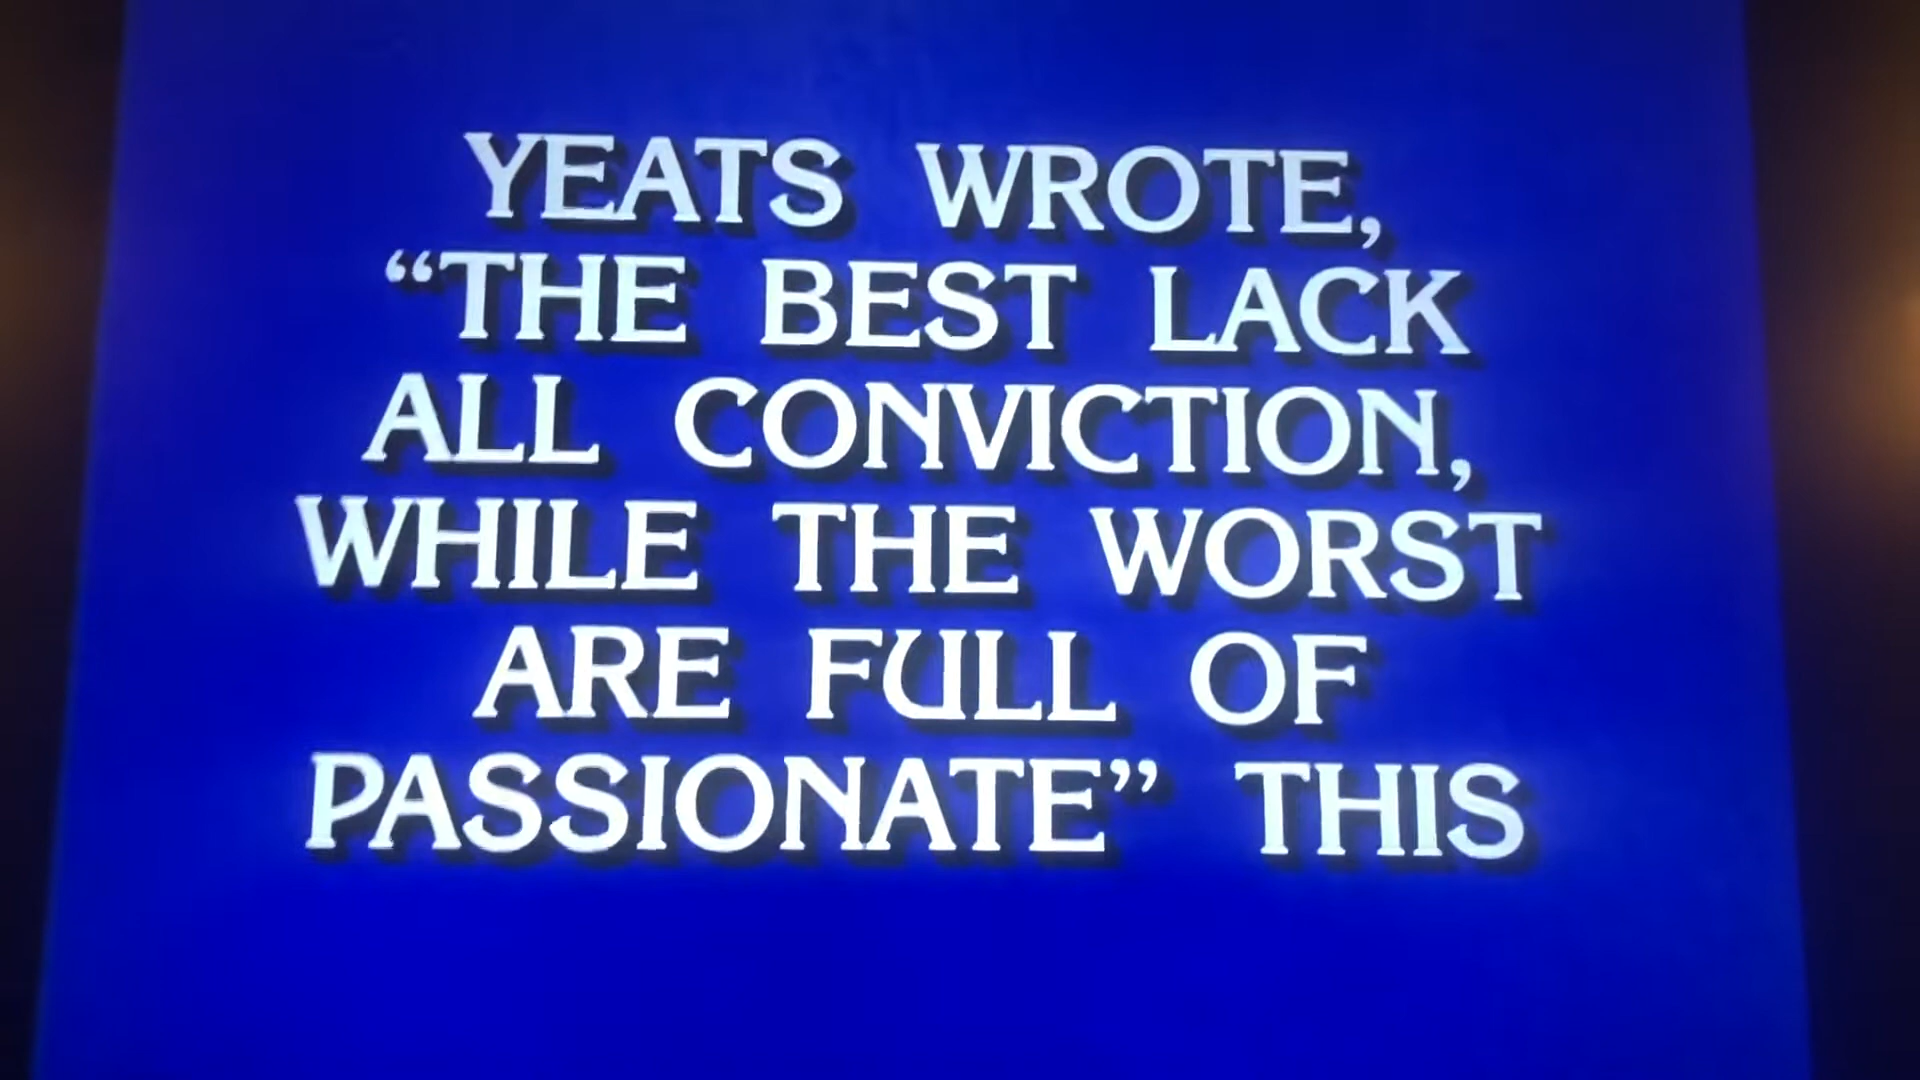 YEATS WROTE,
“THE BEST LACK
ALL CONVICTION,
WHILE THE WORST
ARE FULL OF
PASSIONATE” THIS